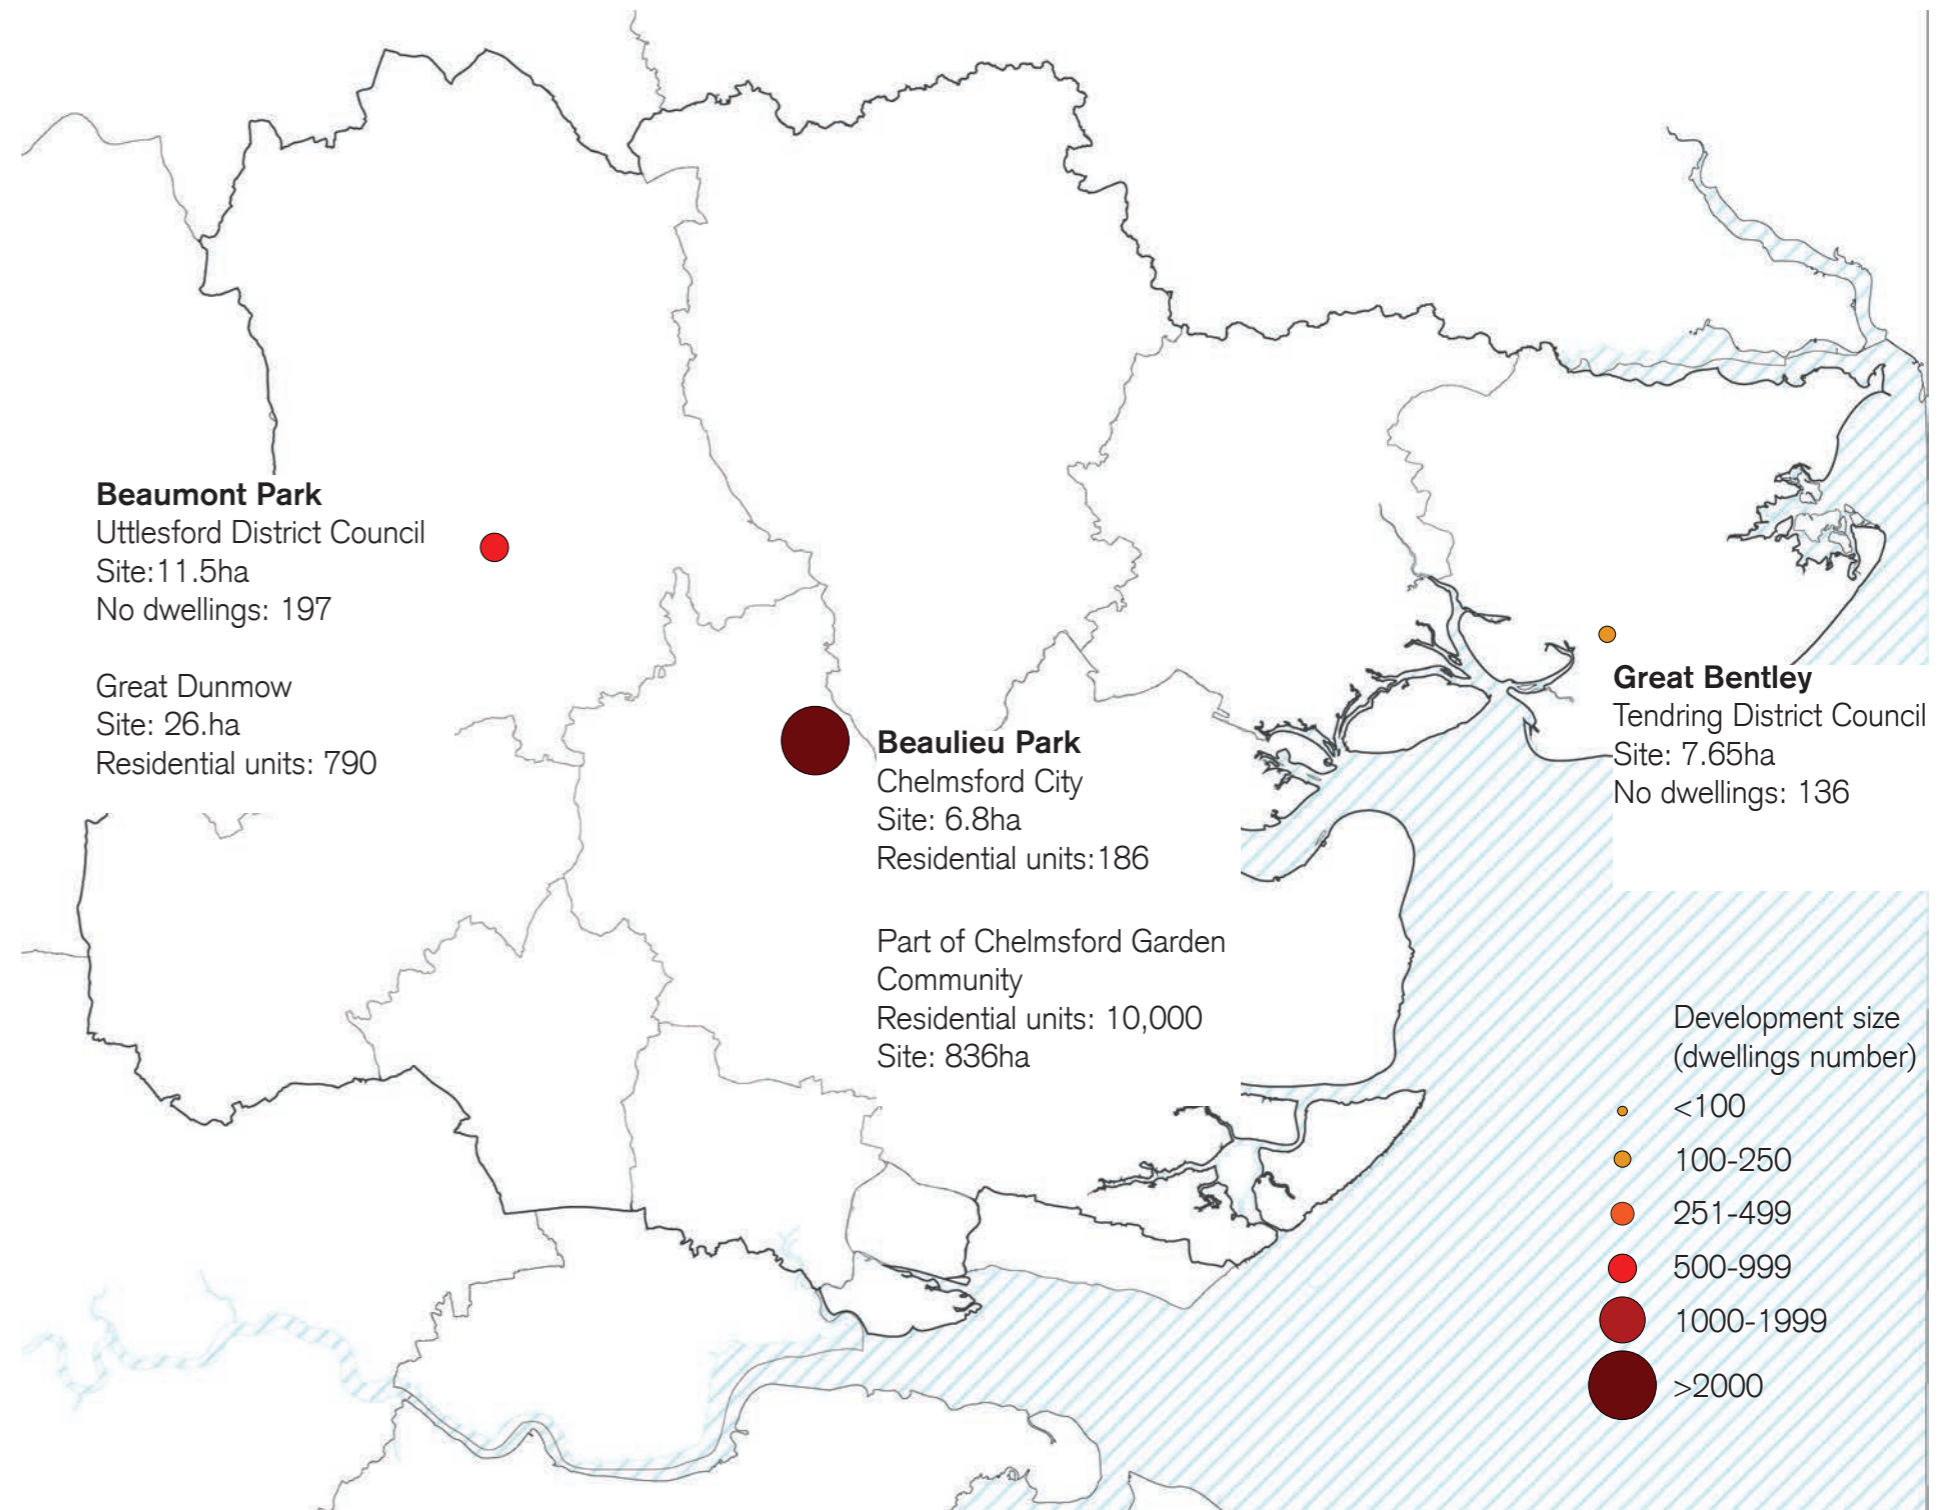 Beaumont Park
Uttlesford District Council
Site:11.5ha
No dwellings: 197
Great Dunmow
Site: 26.ha
Residential units: 790
Beaulieu Park
Chelmsford City
Site: 6.8ha
Residential units:186
Part of Chelmsford Garden
Community
Residential units: 10,000
Site: 836ha
Great Bentley
Tendring District Council
Site: 7.65ha
No dwellings: 136
Development size
(dwellings number)
<100
100-250
251-499
500-999
1000-1999
>2000